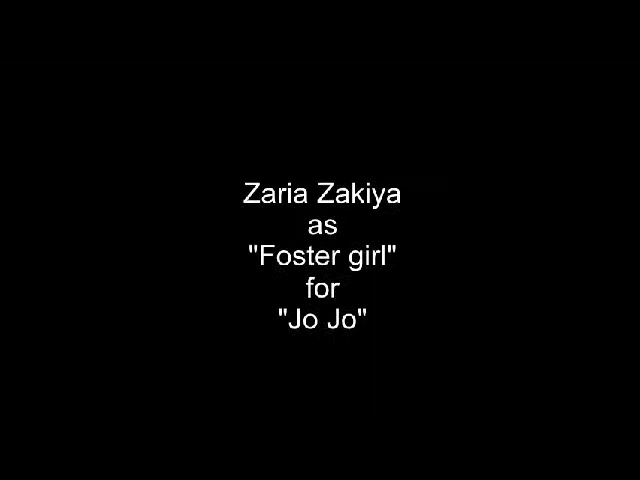 Zaria Zakiya
as
"Foster girl"
for
"Jo Jo"